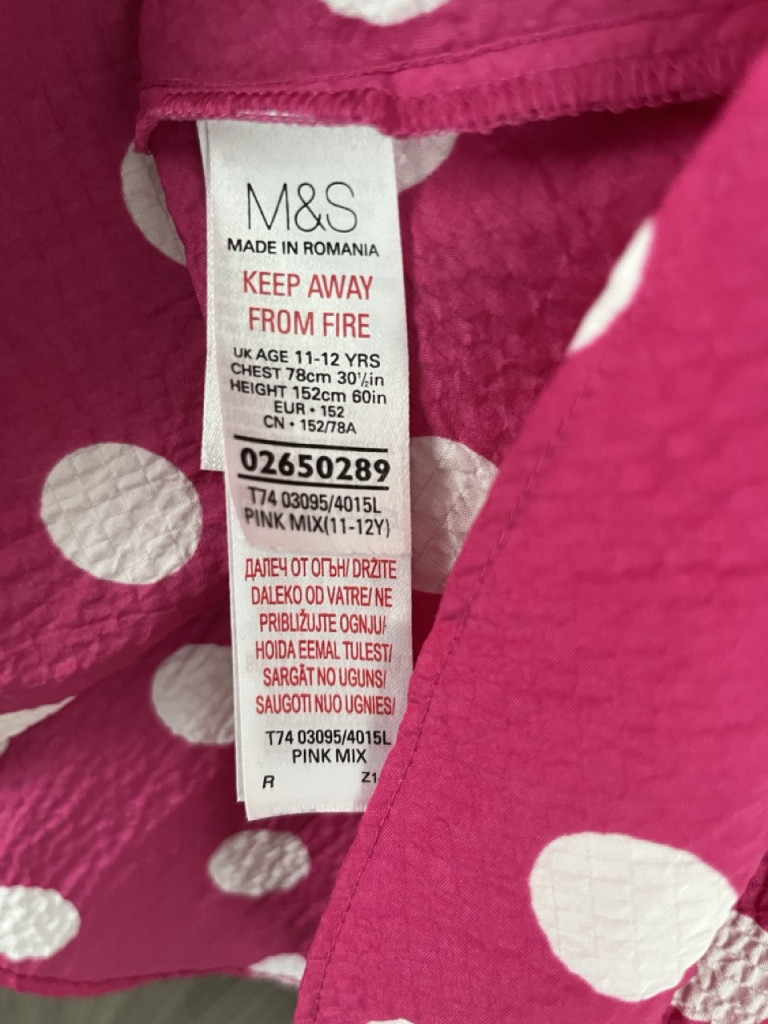 M&S
MADE IN ROMANIA
KEEP AWAY
FROM FIRE
UK AGE 11-12 YRS
CHEST 78cm 30½in
HEIGHT 152cm 60in
EUR • 152
CN • 152/78A
02650289
T74 03095/4015L
PINK MIX(11-12Y)
ДАЛЕЧ ОТ ОГЪН/ DRŽITE
DALEKO OD VATRE/ NE
PRIBLIŽUJTE OGNJU/
HOIDA EEMAL TULEST/
SARGĀT NO UGUNS/
SAUGOTI NUO UGNIES/
T74 03095/4015L
PINK MIX
R